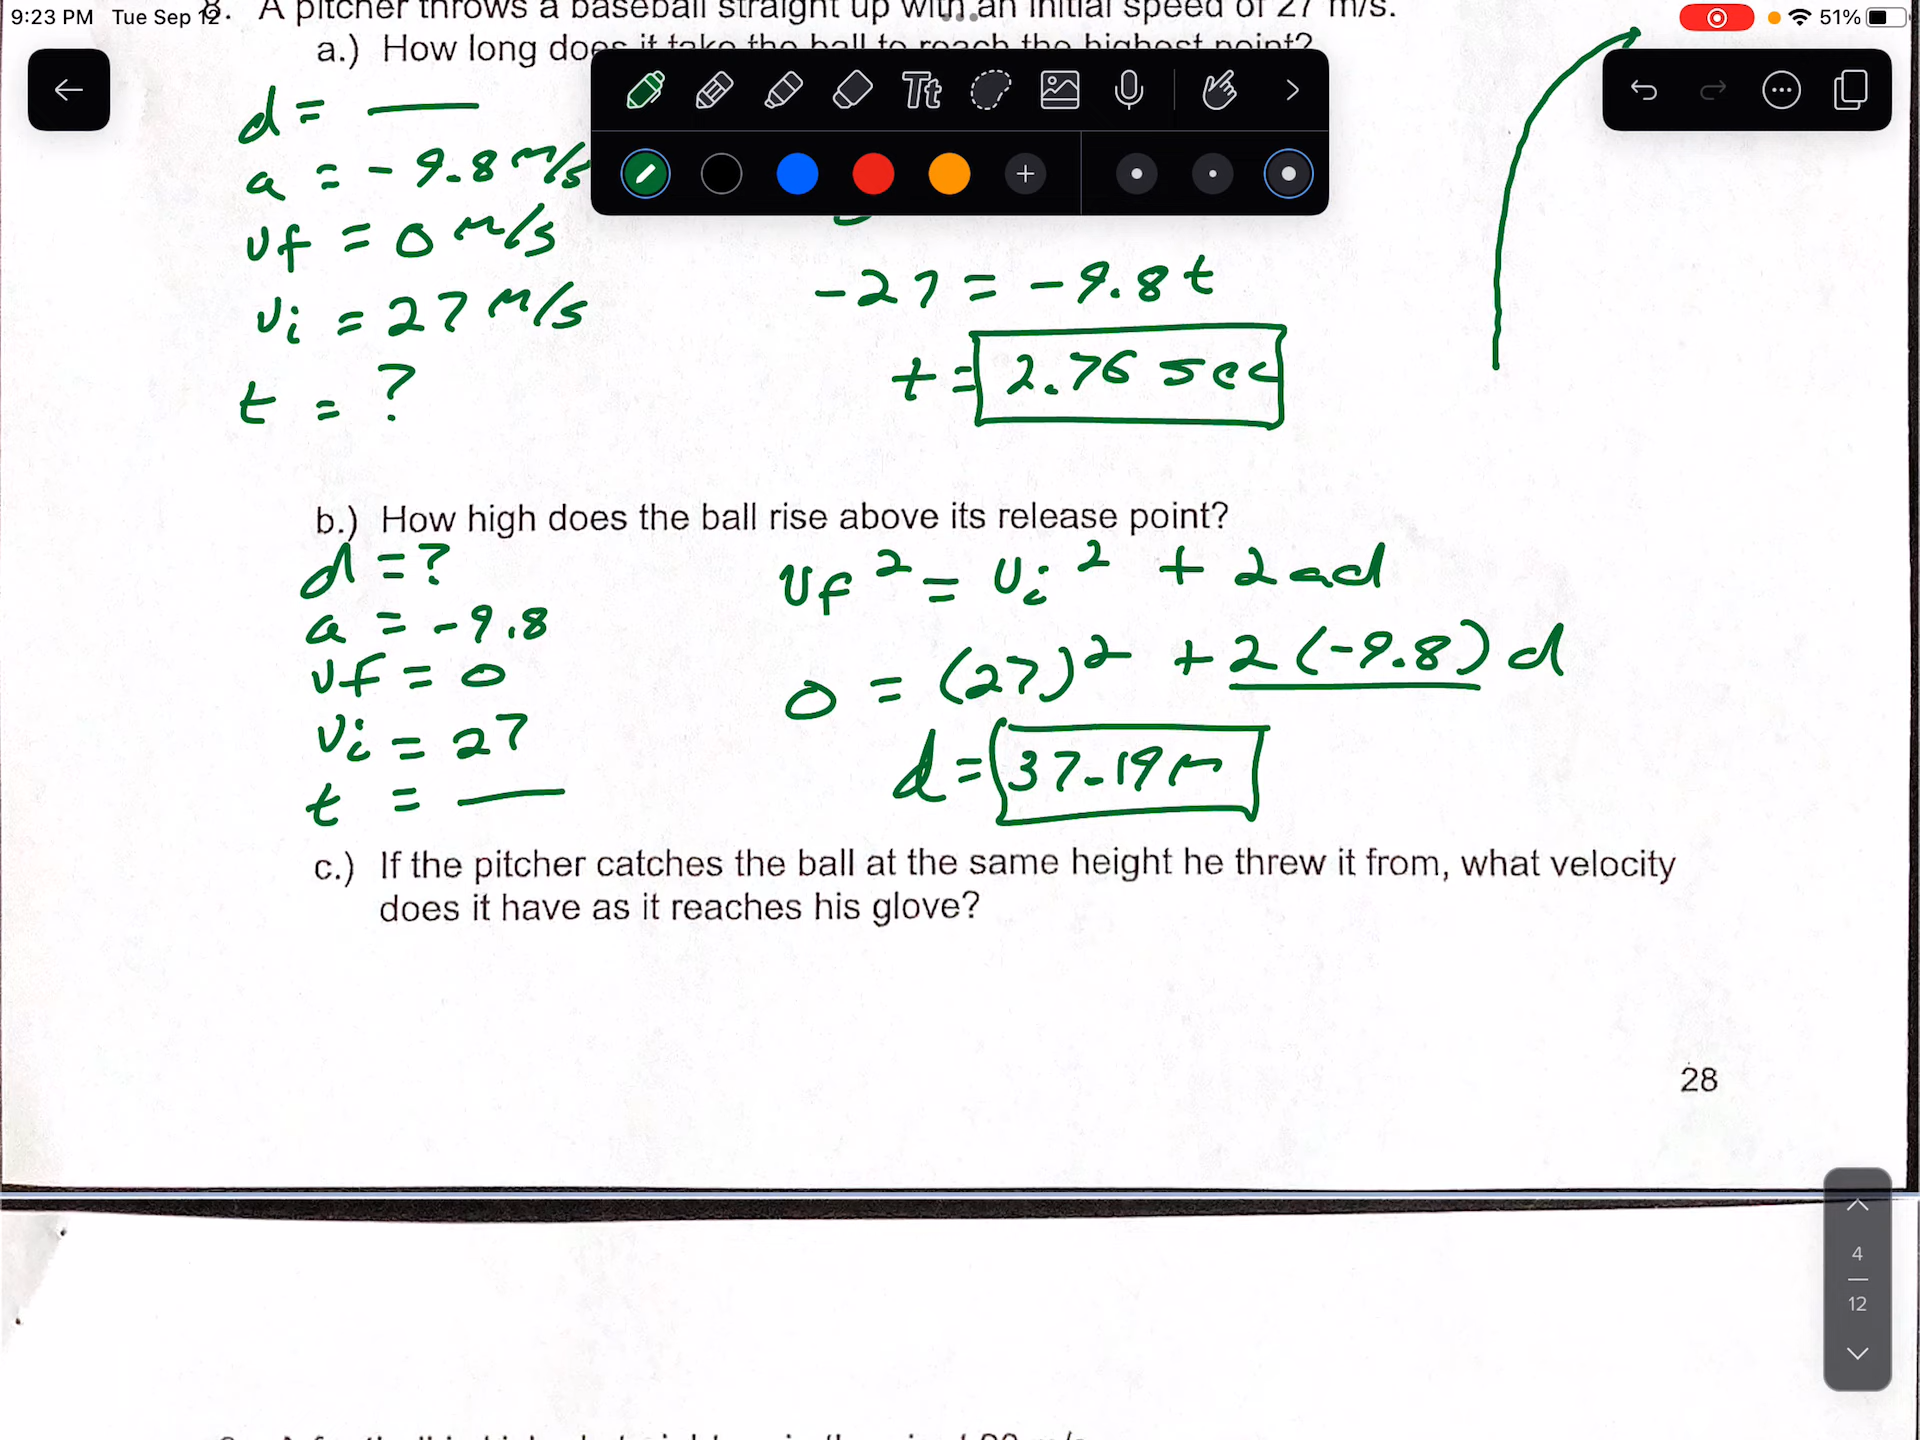 9:23 PM Tue Sep 12
51%
8. A pitcher throws a baseball straight up with an initial speed of 27 m/s.
a.) How long does it take the ball to reach the highest point?
Tt
d = ___
a = -9.8 m/s
vf = 0 m/s
vi = 27 m/s
t = ?
-27 = -9.8t
t = 2.76 sec
b.) How high does the ball rise above its release point?
d = ?
a = -9.8
vf = 0
vi = 27
t = ___
vf² = vi² + 2ad
0 = (27)² + 2(-9.8)d
d = 37.19m
c.) If the pitcher catches the ball at the same height he threw it from, what velocity
does it have as it reaches his glove?
28
4
12